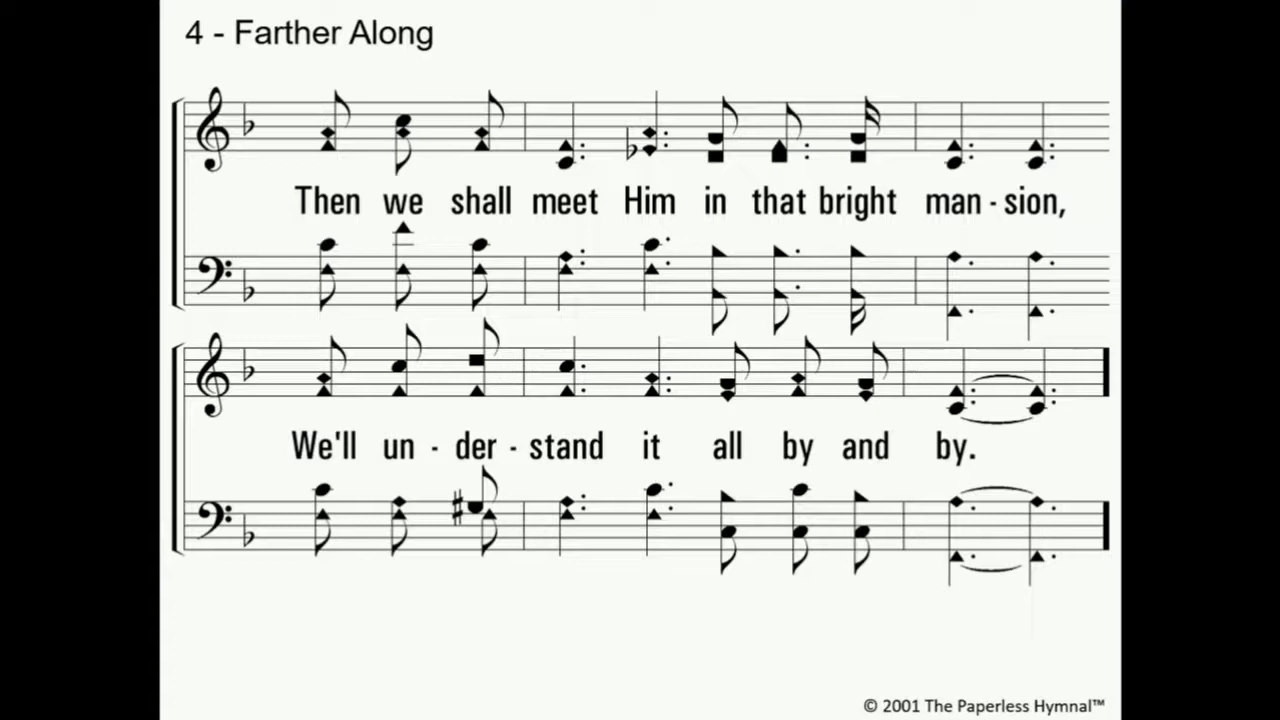 4 - Farther Along
Then we shall meet Him in that bright man - sion,
We'll un - der - stand it all by and by.
© 2001 The Paperless Hymnal™